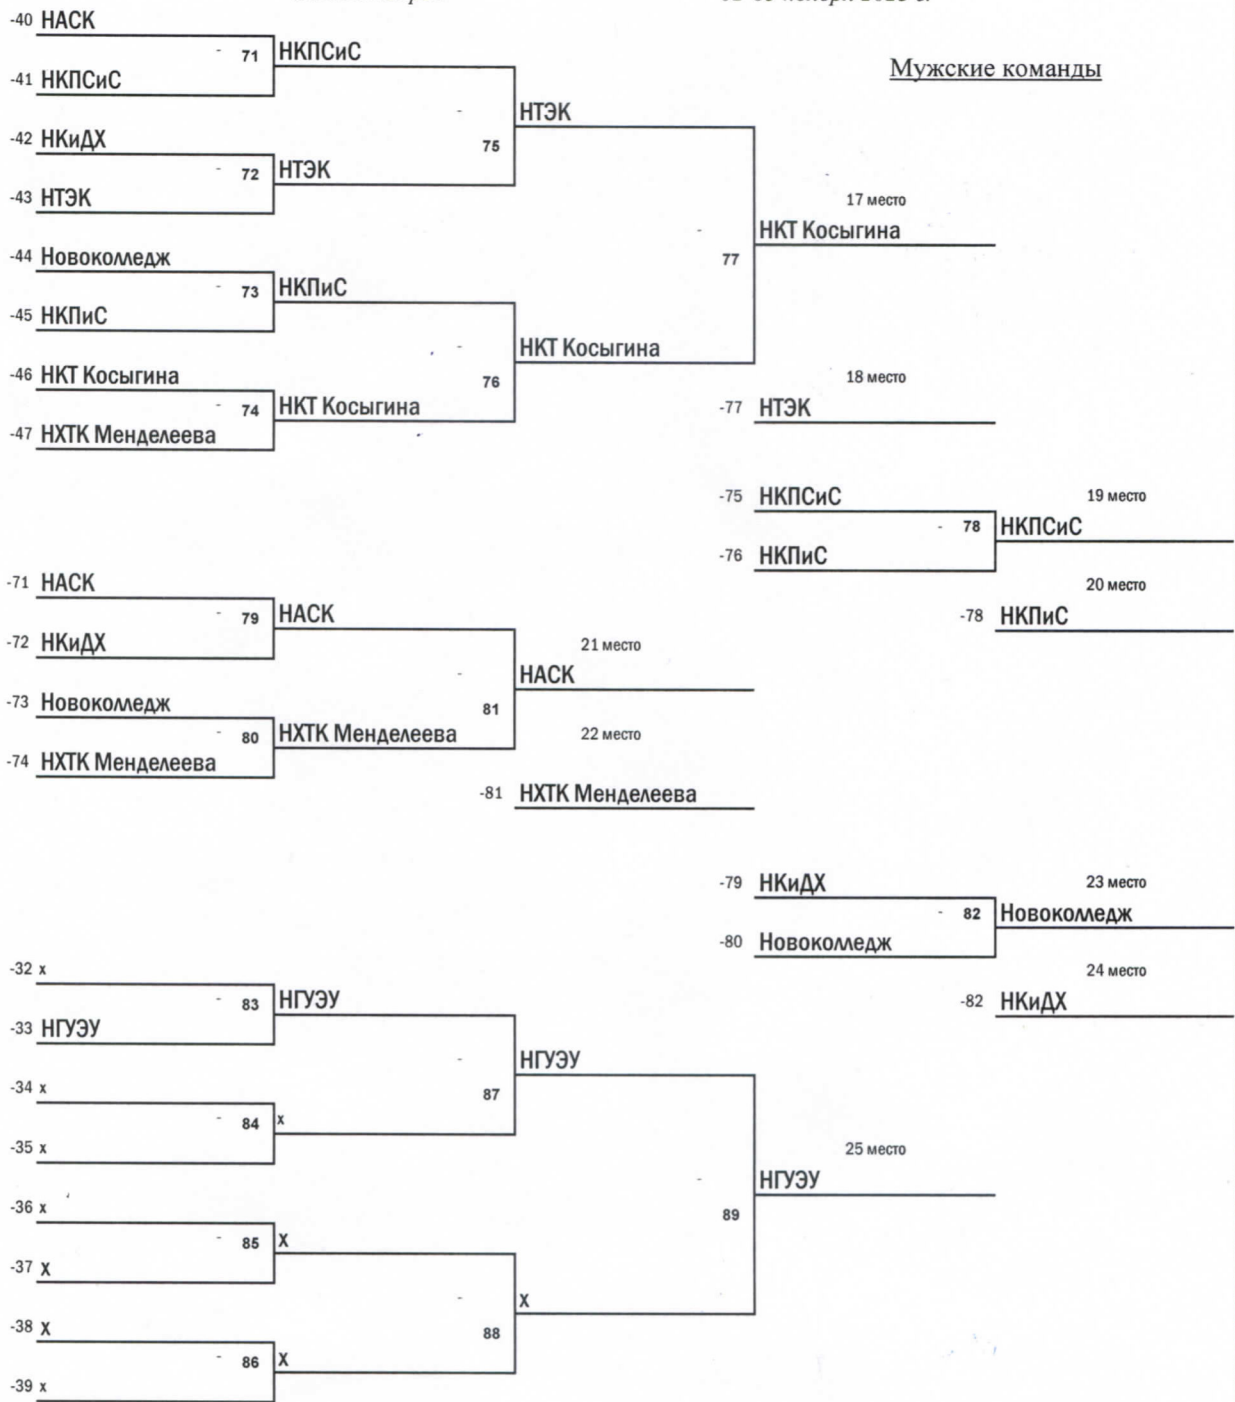 -40 НАСК
71 НКПСиС
Мужские команды
-41 НКПСиС
НТЭК
-42 НКиДХ
75
72 НТЭК
-43 НТЭК
17 место
НКТ Косыгина
-44 Новоколледж
77
73 НКПиС
-45 НКПиС
НКТ Косыгина
-46 НКТ Косыгина
18 место
76
74 НКТ Косыгина
-77 НТЭК
-47 НХТК Менделеева
-75 НКПСиС
19 место
78 НКПСиС
-76 НКПиС
-71 НАСК
20 место
79 НАСК
-78 НКПиС
-72 НКиДХ
21 место
НАСК
-73 Новоколледж
81
80 НХТК Менделеева
22 место
-74 НХТК Менделеева
-81 НХТК Менделеева
-79 НКиДХ
23 место
82 Новоколледж
-80 Новоколледж
-32 х
24 место
83 НГУЭУ
-82 НКиДХ
-33 НГУЭУ
НГУЭУ
-34 х
87
84 х
-35 х
25 место
НГУЭУ
-36 х
89
85 Х
-37 Х
Х
-38 Х
88
86 Х
-39 х